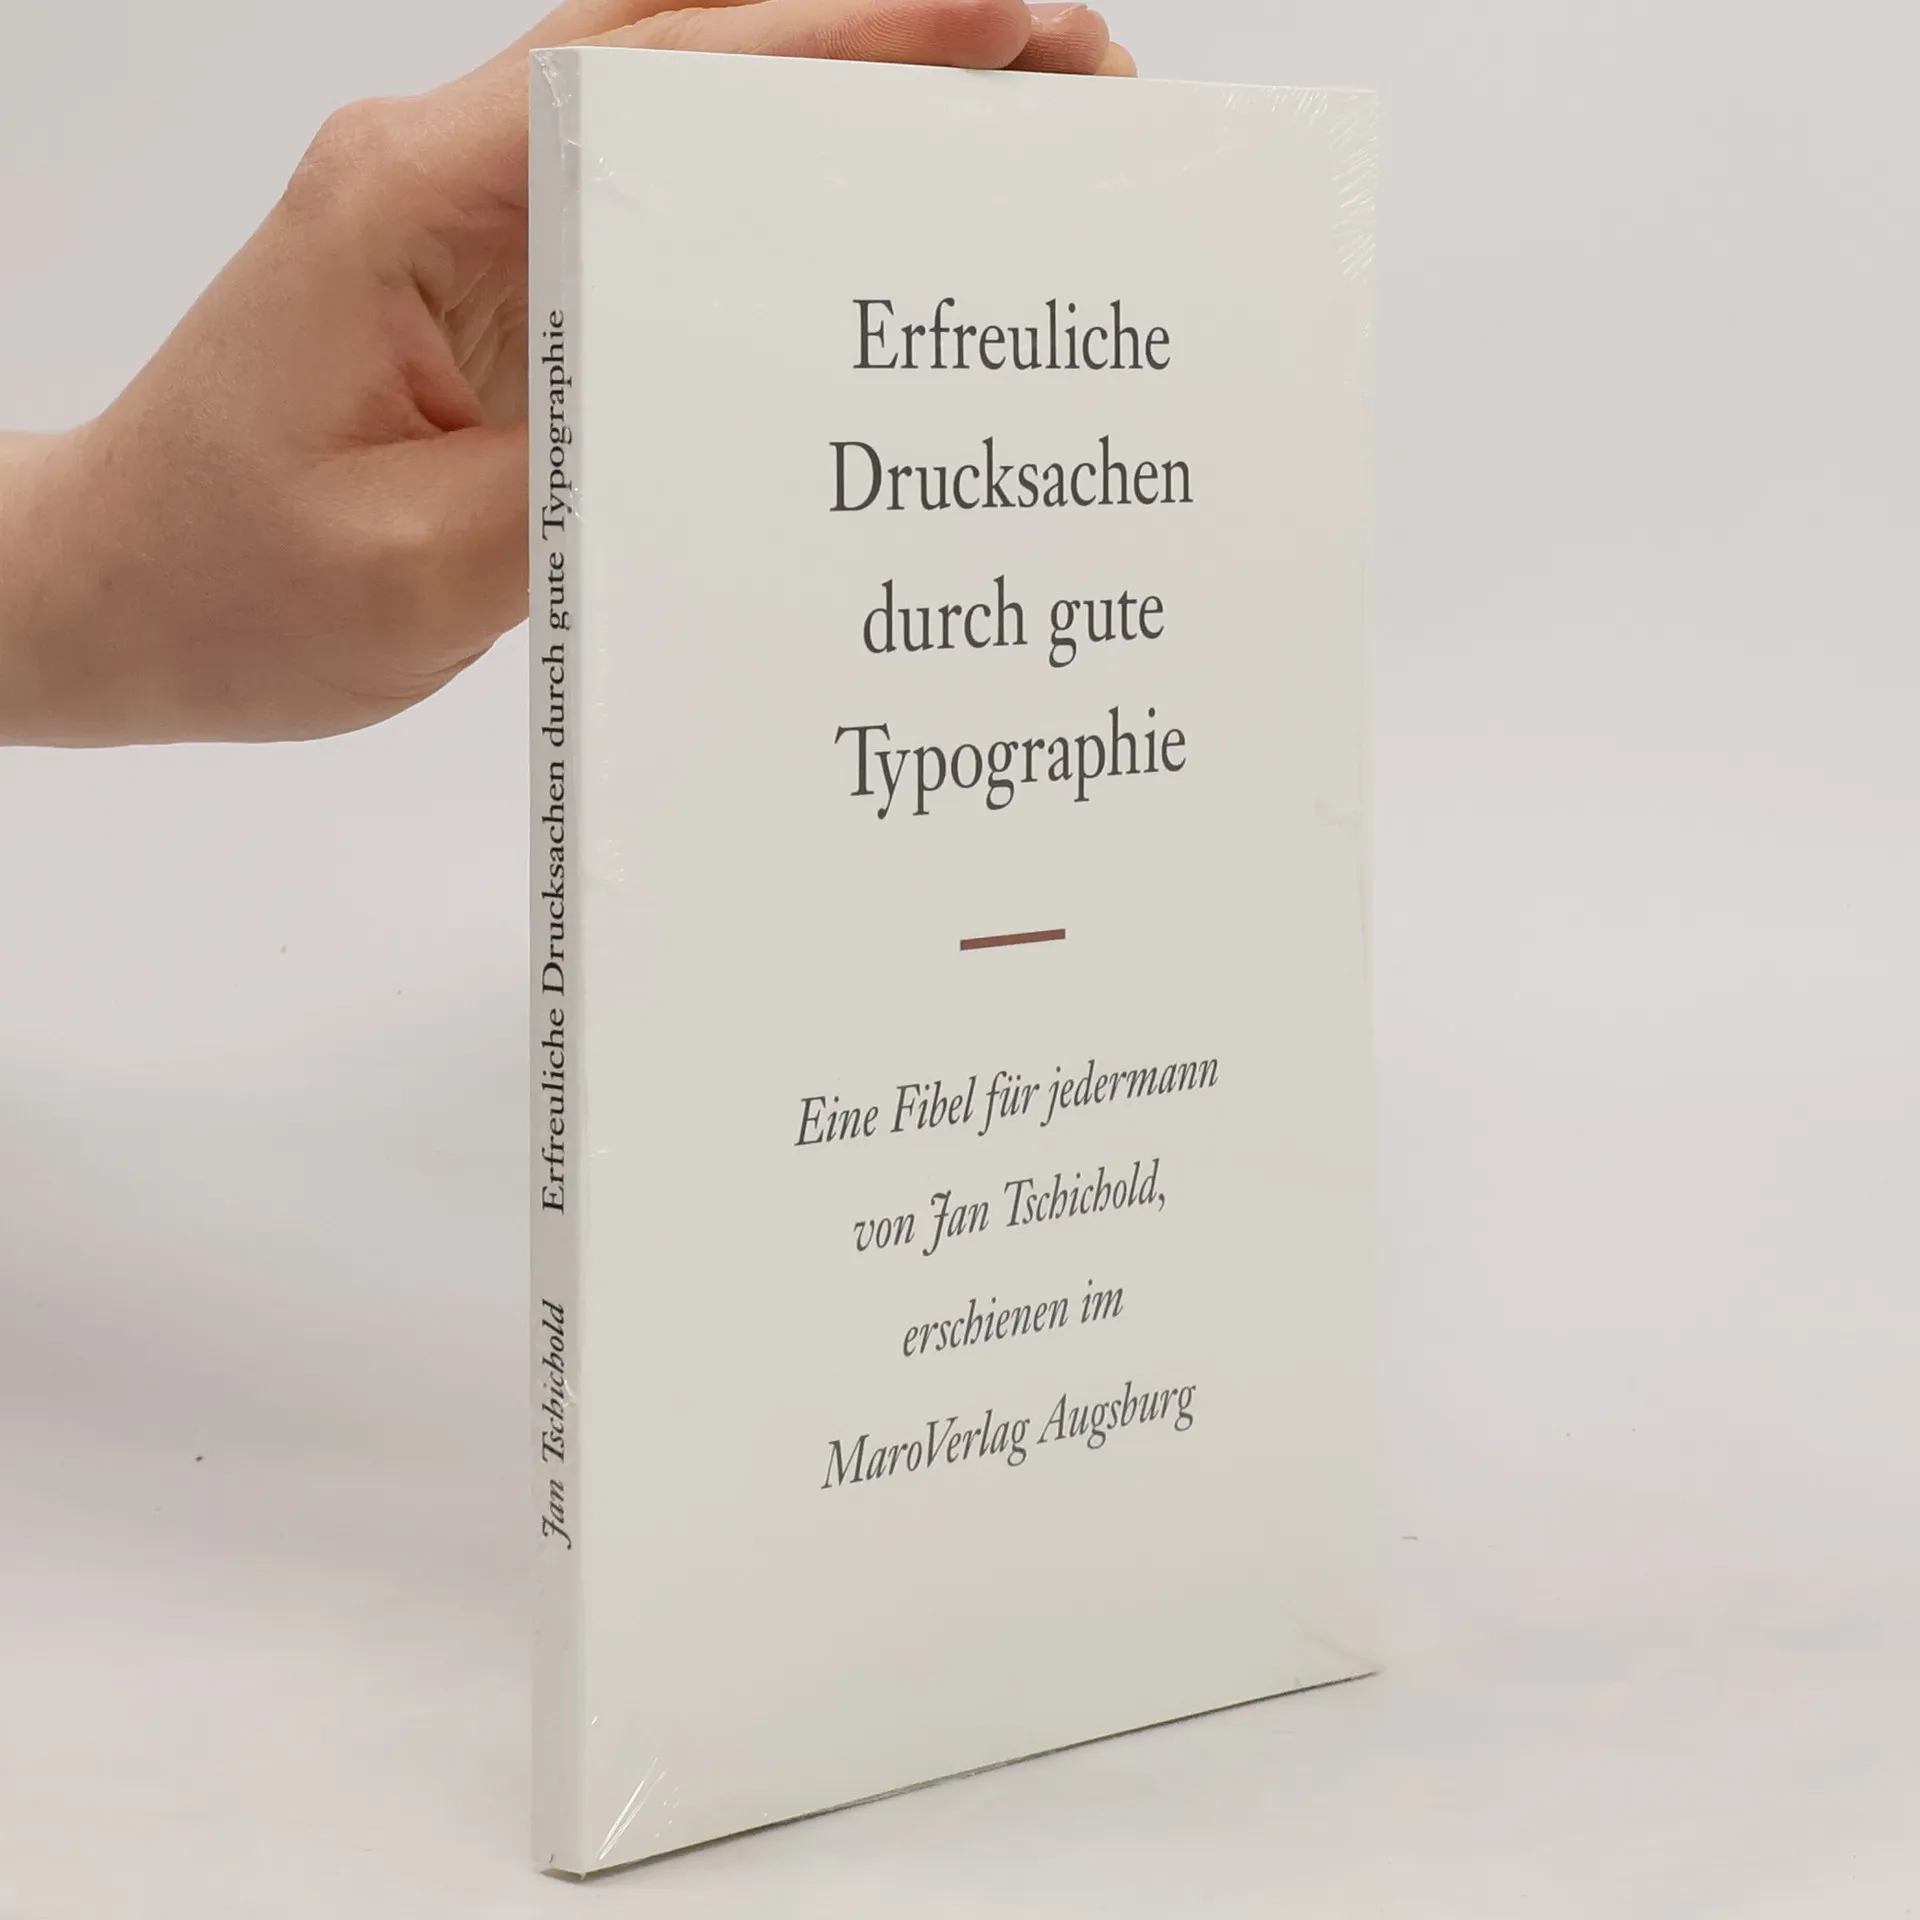 Erfreuliche
Drucksachen
durch gute
Typographie
Eine Fibel für jedermann
von Jan Tschichold,
erschienen im
MaroVerlag Augsburg
Jan Tschichold Erfreuliche Drucksachen durch gute Typographie